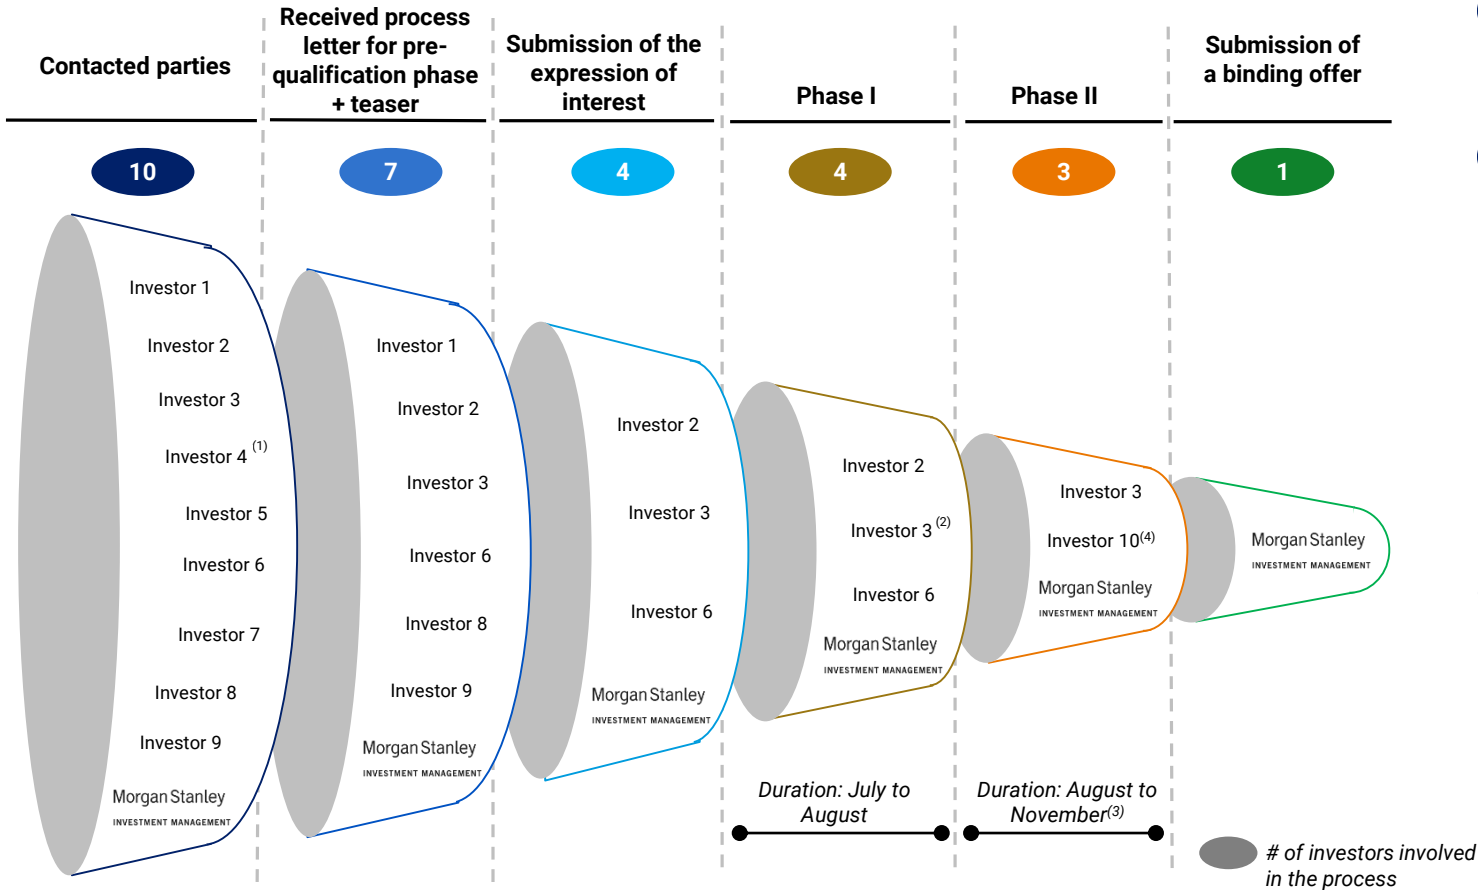 Contacted parties
Received process
letter for pre-
qualification phase
+ teaser
Submission of the
expression of
interest
Phase I
Phase II
Submission of
a binding offer
10
7
4
4
3
1
Investor 1
Investor 2
Investor 3
Investor 4 (1)
Investor 5
Investor 6
Investor 7
Investor 8
Investor 9
Morgan Stanley
INVESTMENT MANAGEMENT
Investor 1
Investor 2
Investor 3
Investor 6
Investor 8
Investor 9
Morgan Stanley
INVESTMENT MANAGEMENT
Investor 2
Investor 3
Investor 6
Morgan Stanley
INVESTMENT MANAGEMENT
Investor 2
Investor 3 (2)
Investor 6
Morgan Stanley
INVESTMENT MANAGEMENT
Investor 3
Investor 10(4)
Morgan Stanley
INVESTMENT MANAGEMENT
Morgan Stanley
INVESTMENT MANAGEMENT
Duration: July to
August
Duration: August to
November(3)
# of investors involved
in the process